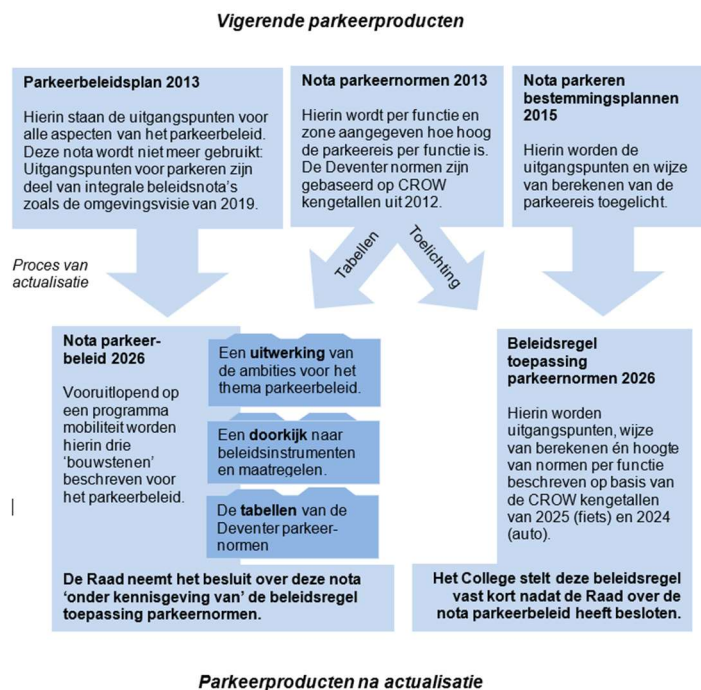 Vigerende parkeerproducten
Parkeerbeleidsplan 2013
Hierin staan de uitgangspunten voor
alle aspecten van het parkeerbeleid.
Deze nota wordt niet meer gebruikt:
Uitgangspunten voor parkeren zijn
deel van integrale beleidsnota’s
zoals de omgevingsvisie van 2019.
Nota parkeernormen 2013
Hierin wordt per functie en
zone aangegeven hoe hoog
de parkeereis per functie is.
De Deventer normen zijn
gebaseerd op CROW
kengetallen uit 2012.
Nota parkeren
bestemmingsplannen
2015
Hierin worden de
uitgangspunten en wijze
van berekenen van de
parkeereis toegelicht.
Proces van
actualisatie
Tabellen
Toelichting
Nota parkeer-
beleid 2026
Vooruitlopend op
een programma
mobiliteit worden
hierin drie
‘bouwstenen’
beschreven voor
het parkeerbeleid.
Een uitwerking van
de ambities voor het
thema parkeerbeleid.
Een doorkijk naar
beleidsinstrumenten
en maatregelen.
De tabellen van de
Deventer parkeer-
normen
De Raad neemt het besluit over deze nota
‘onder kennisgeving van’ de beleidsregel
toepassing parkeernormen.
Beleidsregel
toepassing
parkeernormen 2026
Hierin worden
uitgangspunten, wijze
van berekenen én hoogte
van normen per functie
beschreven op basis van
de CROW kengetallen
van 2025 (fiets) en 2024
(auto).
Het College stelt deze beleidsregel
vast kort nadat de Raad over de
nota parkeerbeleid heeft besloten.
Parkeerproducten na actualisatie